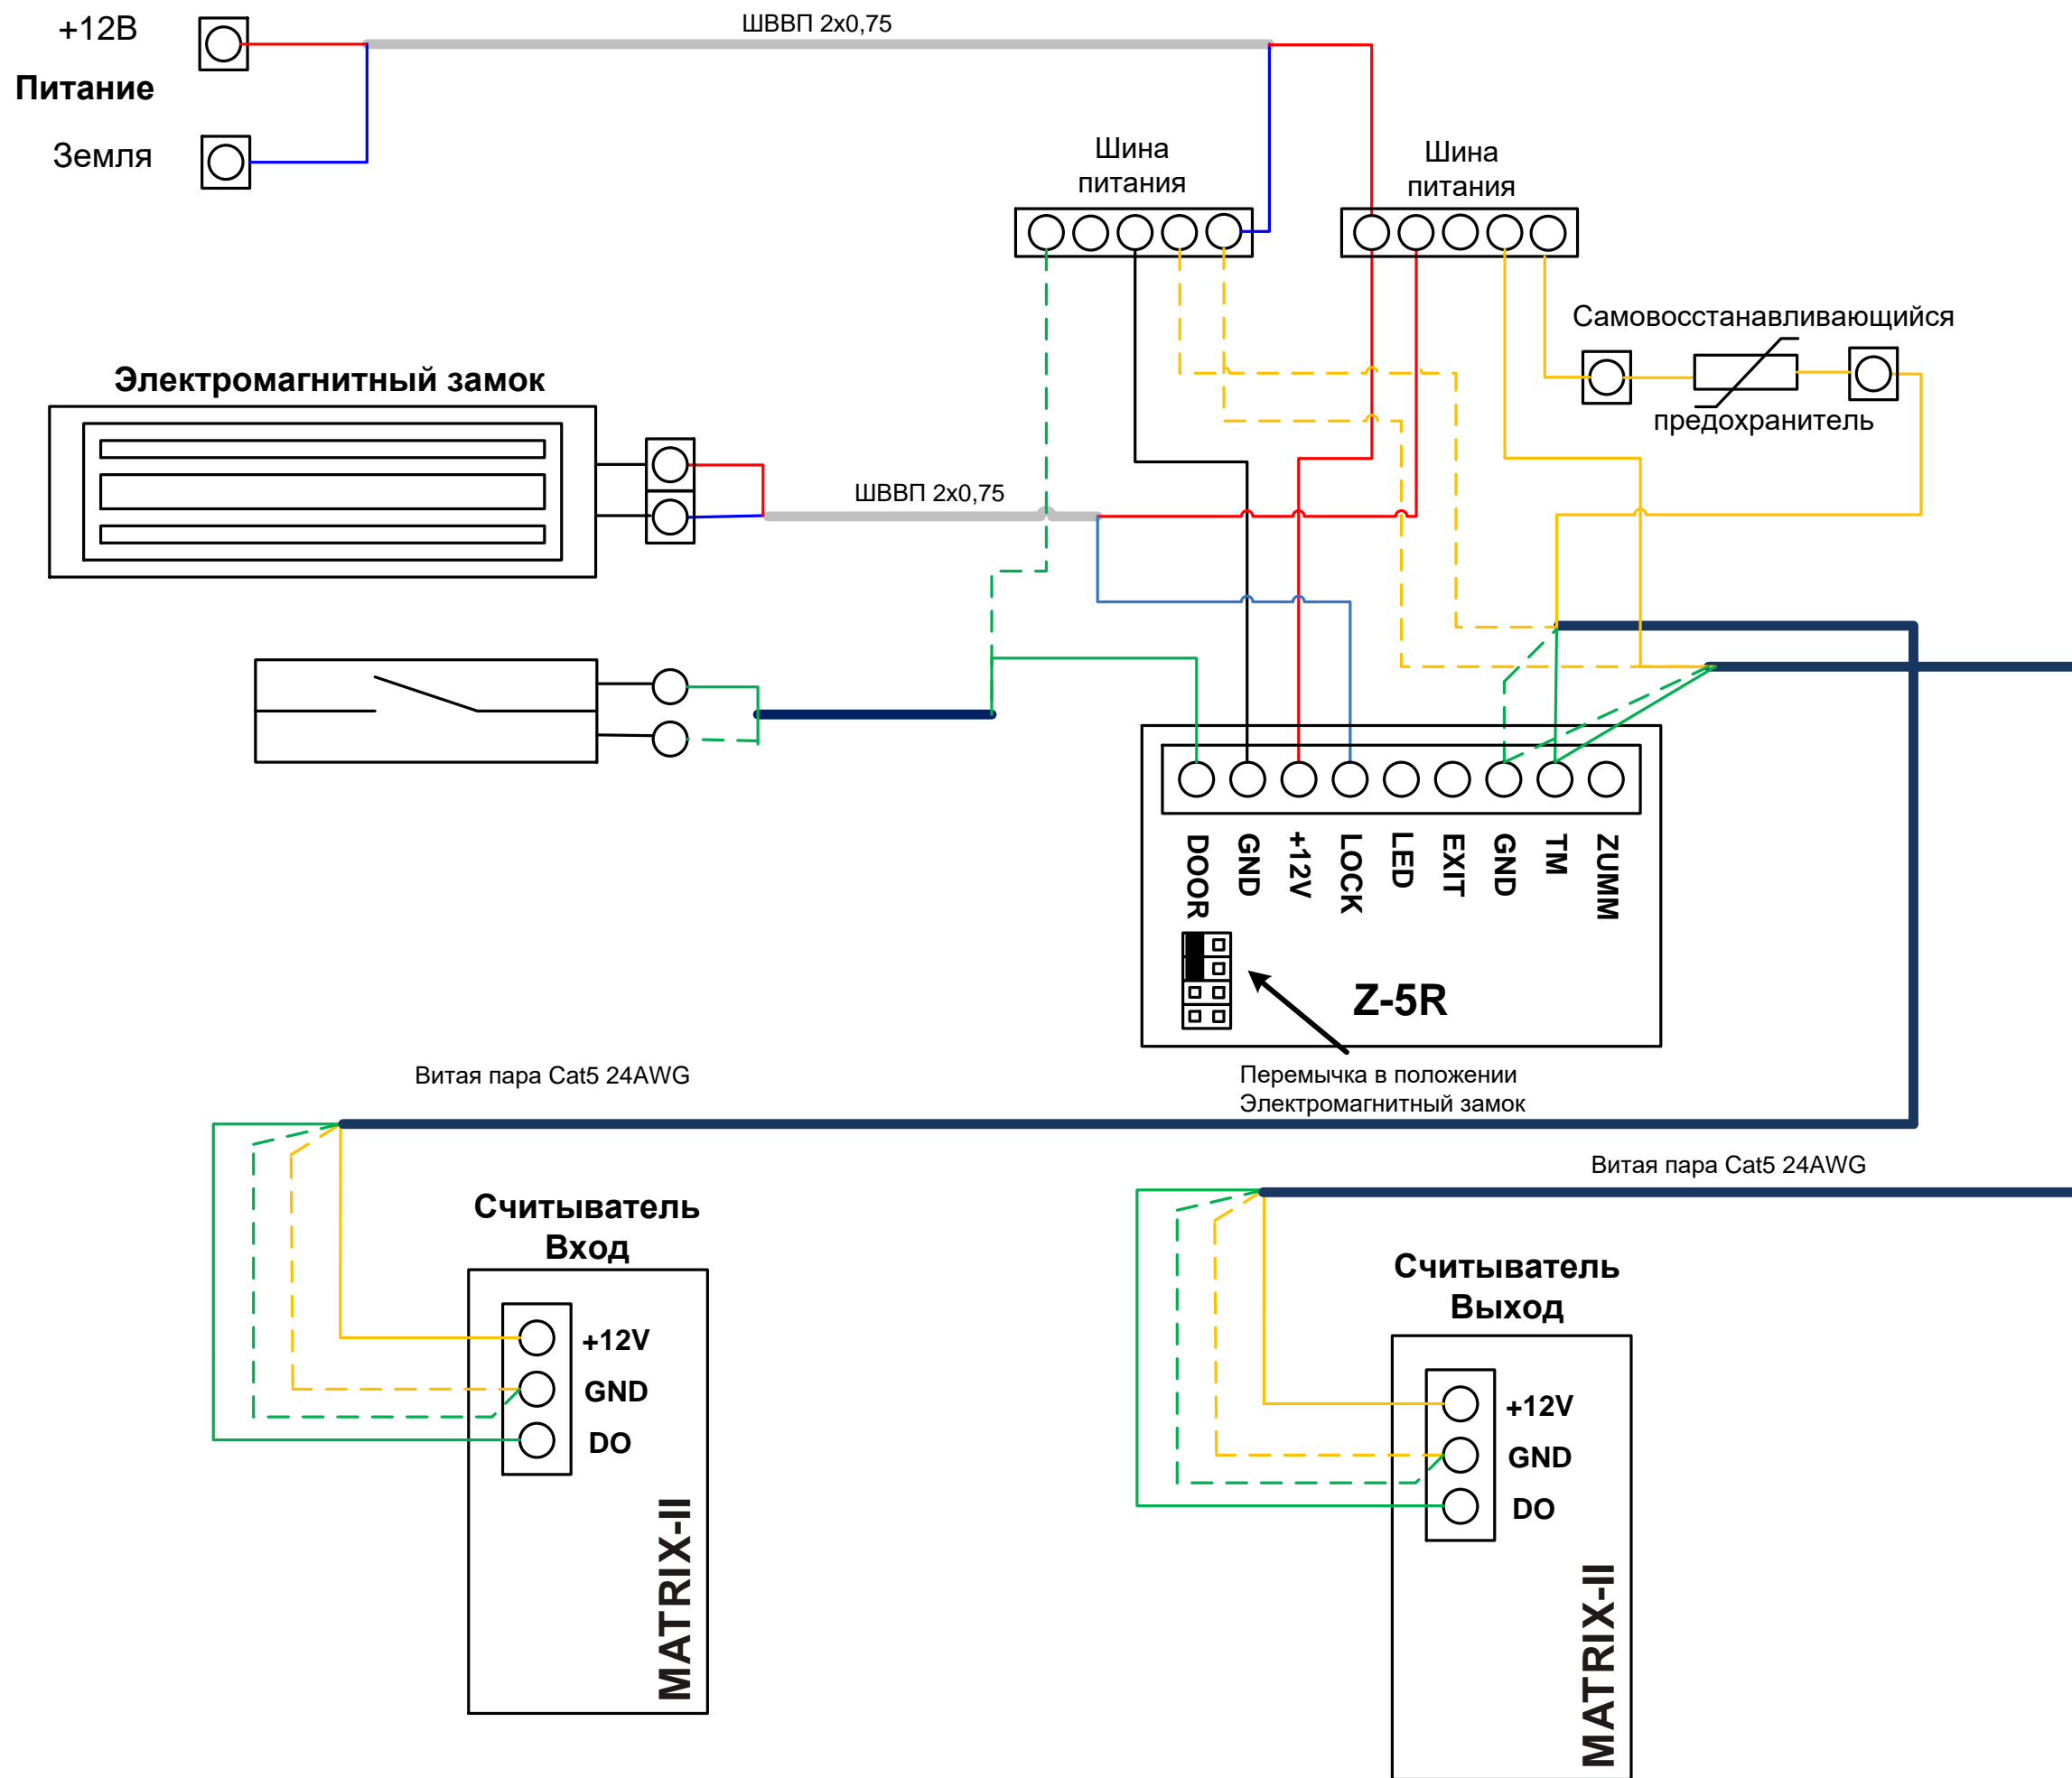 +12В
ШВВП 2х0,75
Питание
Земля
Шина
питания
Шина
питания
Самовосстанавливающийся
предохранитель
Электромагнитный замок
ШВВП 2х0,75
DOOR
GND
+12V
LOCK
LED
EXIT
GND
TM
ZUMM
Z-5R
Перемычка в положении
Электромагнитный замок
Витая пара Cat5 24AWG
Витая пара Cat5 24AWG
Считыватель
Вход
+12V
GND
DO
MATRIX-II
Считыватель
Выход
+12V
GND
DO
MATRIX-II